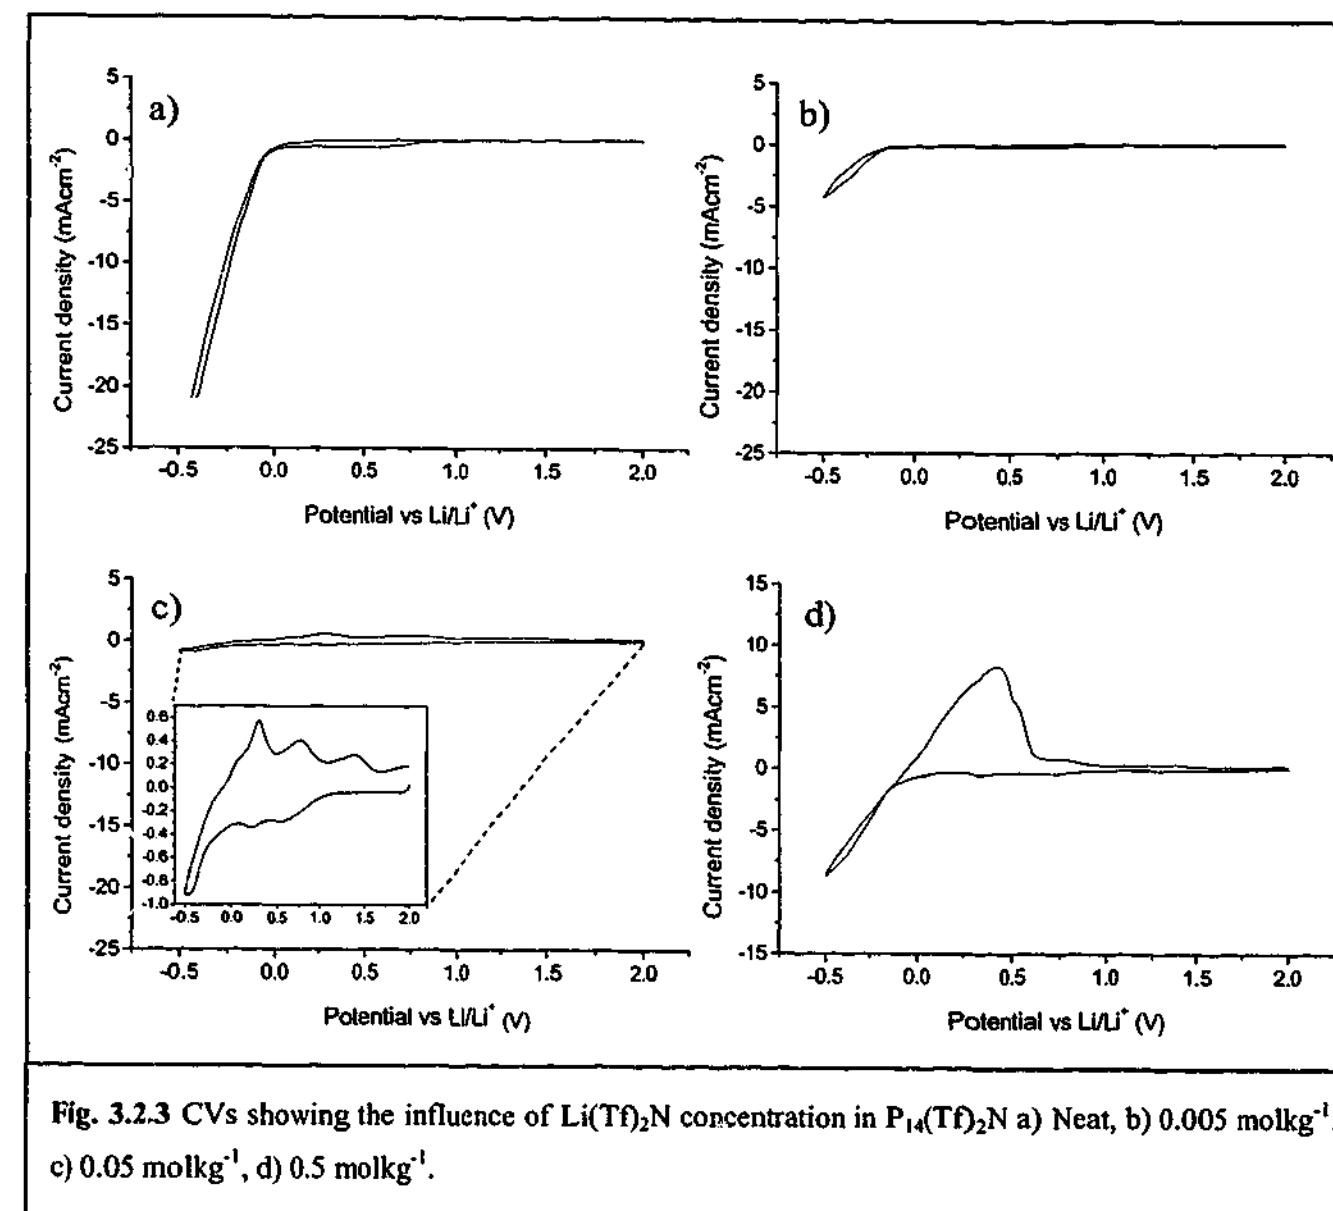 a)
5
0
-5
-10
-15
-20
-25
Current density (mAcm⁻²)
-0.5 0.0 0.5 1.0 1.5 2.0
Potential vs Li/Li⁺ (V)
b)
5
0
-5
-10
-15
-20
-25
Current density (mAcm⁻²)
-0.5 0.0 0.5 1.0 1.5 2.0
Potential vs Li/Li⁺ (V)
c)
5
0
-5
-10
-15
-20
-25
Current density (mAcm⁻²)
0.6
0.4
0.2
0.0
-0.2
-0.4
-0.6
-0.8
-1.0
-0.5 0.0 0.5 1.0 1.5 2.0
-0.5 0.0 0.5 1.0 1.5 2.0
Potential vs Li/Li⁺ (V)
d)
15
10
5
0
-5
-10
-15
Current density (mAcm⁻²)
-0.5 0.0 0.5 1.0 1.5 2.0
Potential vs Li/Li⁺ (V)
Fig. 3.2.3 CVs showing the influence of Li(Tf)₂N concentration in P₁₄(Tf)₂N a) Neat, b) 0.005 molkg⁻¹,
c) 0.05 molkg⁻¹, d) 0.5 molkg⁻¹.